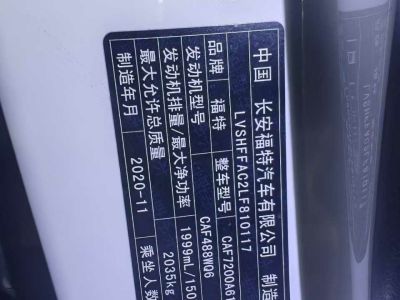 中国 长安福特汽车有限公司 制造
LVSHFFAC2LF810117
福特 整车型号 CAF7200A6
发动机型号 CAF488WQ6
发动机排量/最大净功率 1999mL/150
最大允许总质量 2035kg
制造年月 2020-11 乘坐人数